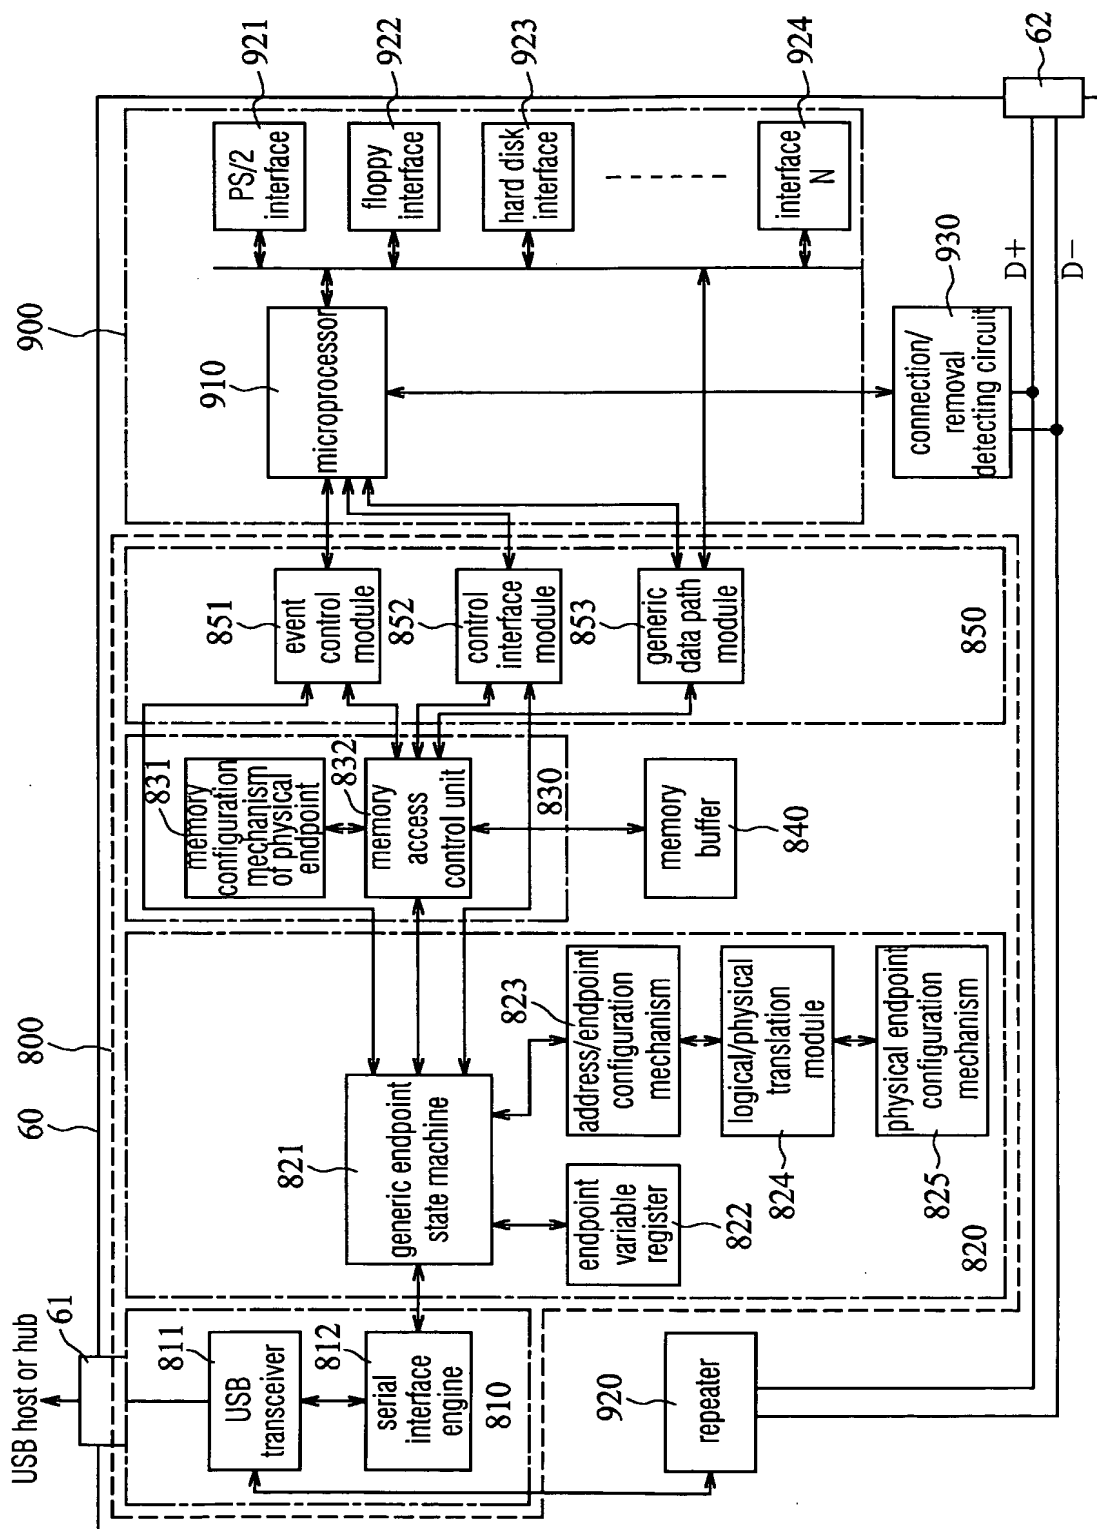 USB host or hub
61
60
800
900
811
USB
transceiver
812
serial
interface
engine
810
821
generic endpoint
state machine
endpoint
variable
register
822
823
address/endpoint
configuration
mechanism
logical/physical
translation
module
824
physical endpoint
configuration
mechanism
825
820
831
memory
configuration
mechanism
of physical
endpoint
832
memory
access
control unit
830
memory
buffer
840
851
event
control
module
852
control
interface
module
853
generic
data path
module
850
910
microprocessor
PS/2
interface
921
floppy
interface
922
hard disk
interface
923
interface
N
924
920
repeater
930
connection/
removal
detecting circuit
D+
D−
62